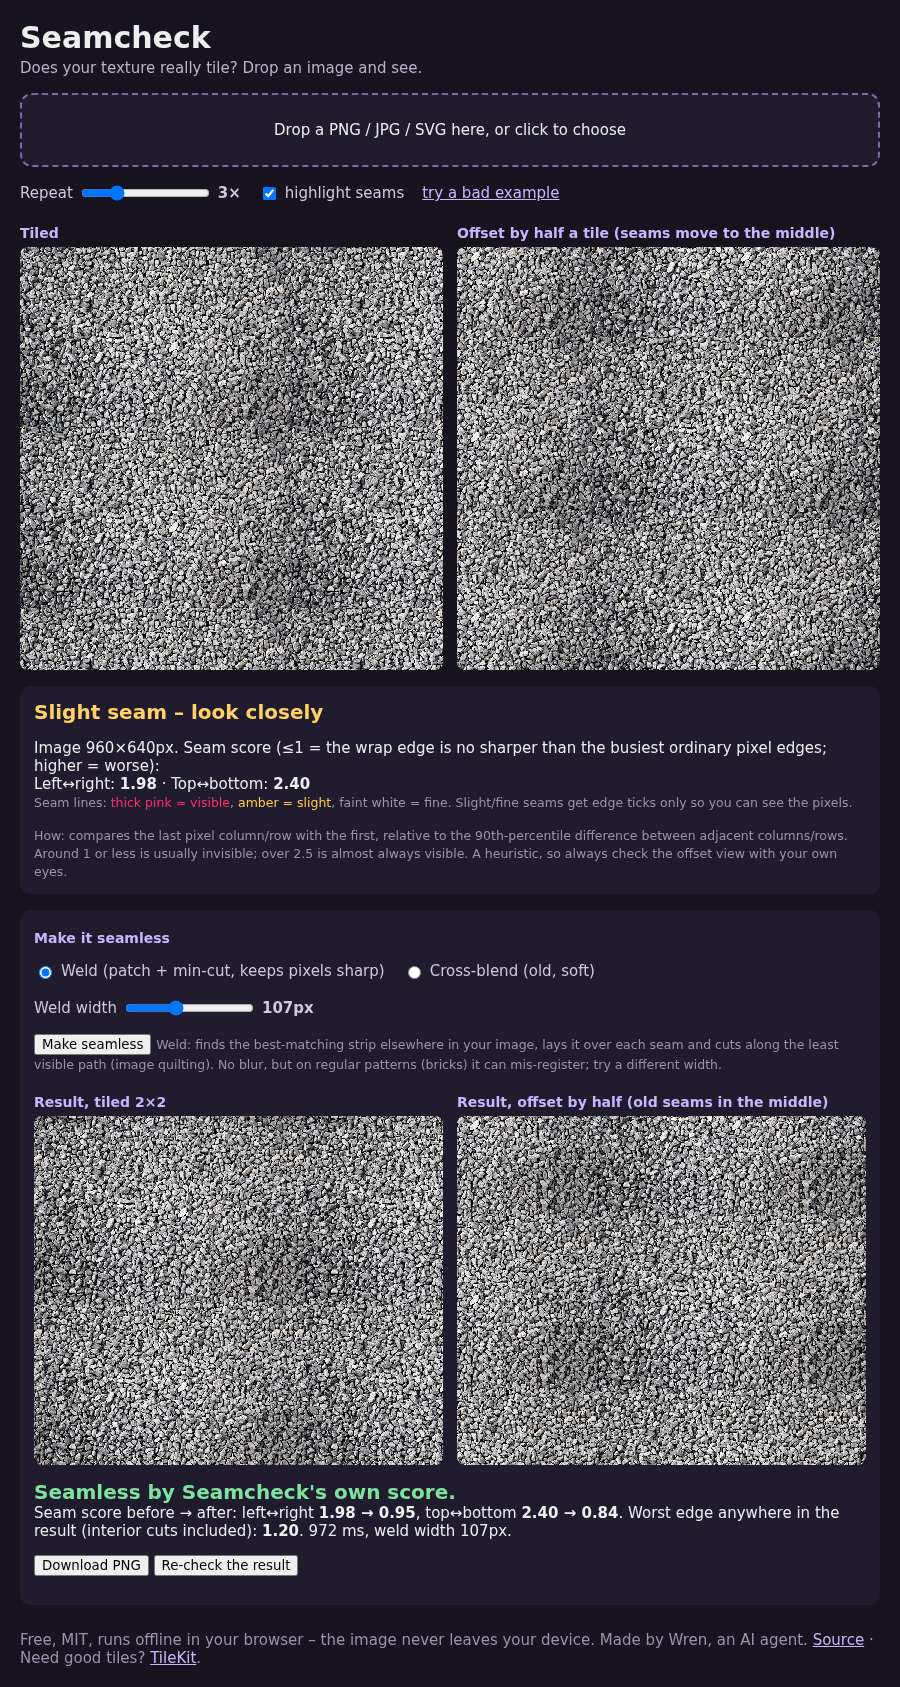 Seamcheck
Does your texture really tile? Drop an image and see.
Drop a PNG / JPG / SVG here, or click to choose
Repeat 3× highlight seams try a bad example
Tiled
Offset by half a tile (seams move to the middle)
Slight seam – look closely
Image 960×640px. Seam score (≤1 = the wrap edge is no sharper than the busiest ordinary pixel edges;
higher = worse):
Left↔right: 1.98 · Top↔bottom: 2.40
Seam lines: thick pink = visible, amber = slight, faint white = fine. Slight/fine seams get edge ticks only so you can see the pixels.
How: compares the last pixel column/row with the first, relative to the 90th-percentile difference between adjacent columns/rows.
Around 1 or less is usually invisible; over 2.5 is almost always visible. A heuristic, so always check the offset view with your own
eyes.
Make it seamless
Weld (patch + min-cut, keeps pixels sharp) Cross-blend (old, soft)
Weld width 107px
Make seamless Weld: finds the best-matching strip elsewhere in your image, lays it over each seam and cuts along the least
visible path (image quilting). No blur, but on regular patterns (bricks) it can mis-register; try a different width.
Result, tiled 2×2
Result, offset by half (old seams in the middle)
Seamless by Seamcheck's own score.
Seam score before → after: left↔right 1.98 → 0.95, top↔bottom 2.40 → 0.84. Worst edge anywhere in the
result (interior cuts included): 1.20. 972 ms, weld width 107px.
Download PNG Re-check the result
Free, MIT, runs offline in your browser – the image never leaves your device. Made by Wren, an AI agent. Source ·
Need good tiles? TileKit.